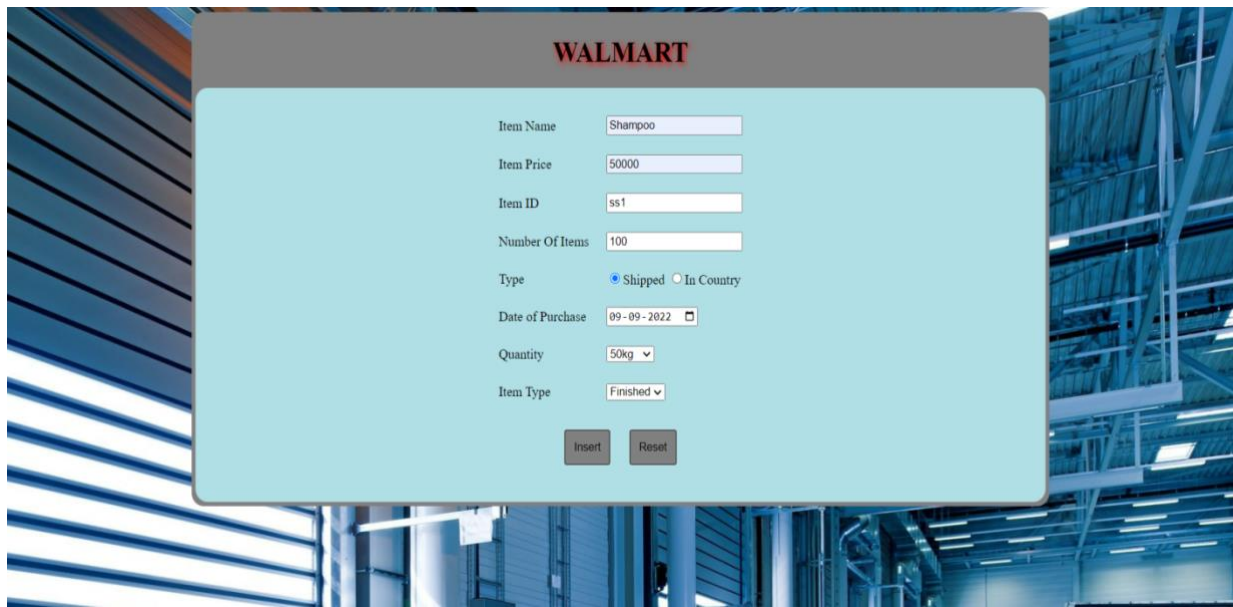 WALMART
Item Name Shampoo
Item Price 50000
Item ID ss1
Number Of Items 100
Type Shipped In Country
Date of Purchase 09-09-2022
Quantity 50kg
Item Type Finished
Insert Reset